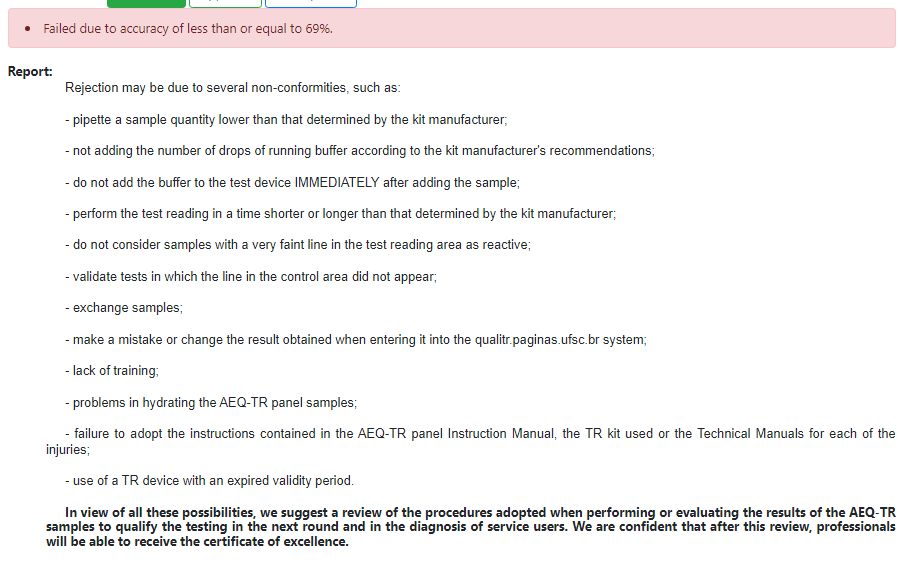 Failed due to accuracy of less than or equal to 69%.
Report:
Rejection may be due to several non-conformities, such as:
- pipette a sample quantity lower than that determined by the kit manufacturer;
- not adding the number of drops of running buffer according to the kit manufacturer's recommendations;
- do not add the buffer to the test device IMMEDIATELY after adding the sample;
- perform the test reading in a time shorter or longer than that determined by the kit manufacturer;
- do not consider samples with a very faint line in the test reading area as reactive;
- validate tests in which the line in the control area did not appear;
- exchange samples;
- make a mistake or change the result obtained when entering it into the qualitr.paginas.ufsc.br system;
- lack of training;
- problems in hydrating the AEQ-TR panel samples;
- failure to adopt the instructions contained in the AEQ-TR panel Instruction Manual, the TR kit used or the Technical Manuals for each of the
injuries;
- use of a TR device with an expired validity period.
In view of all these possibilities, we suggest a review of the procedures adopted when performing or evaluating the results of the AEQ-TR
samples to qualify the testing in the next round and in the diagnosis of service users. We are confident that after this review, professionals
will be able to receive the certificate of excellence.